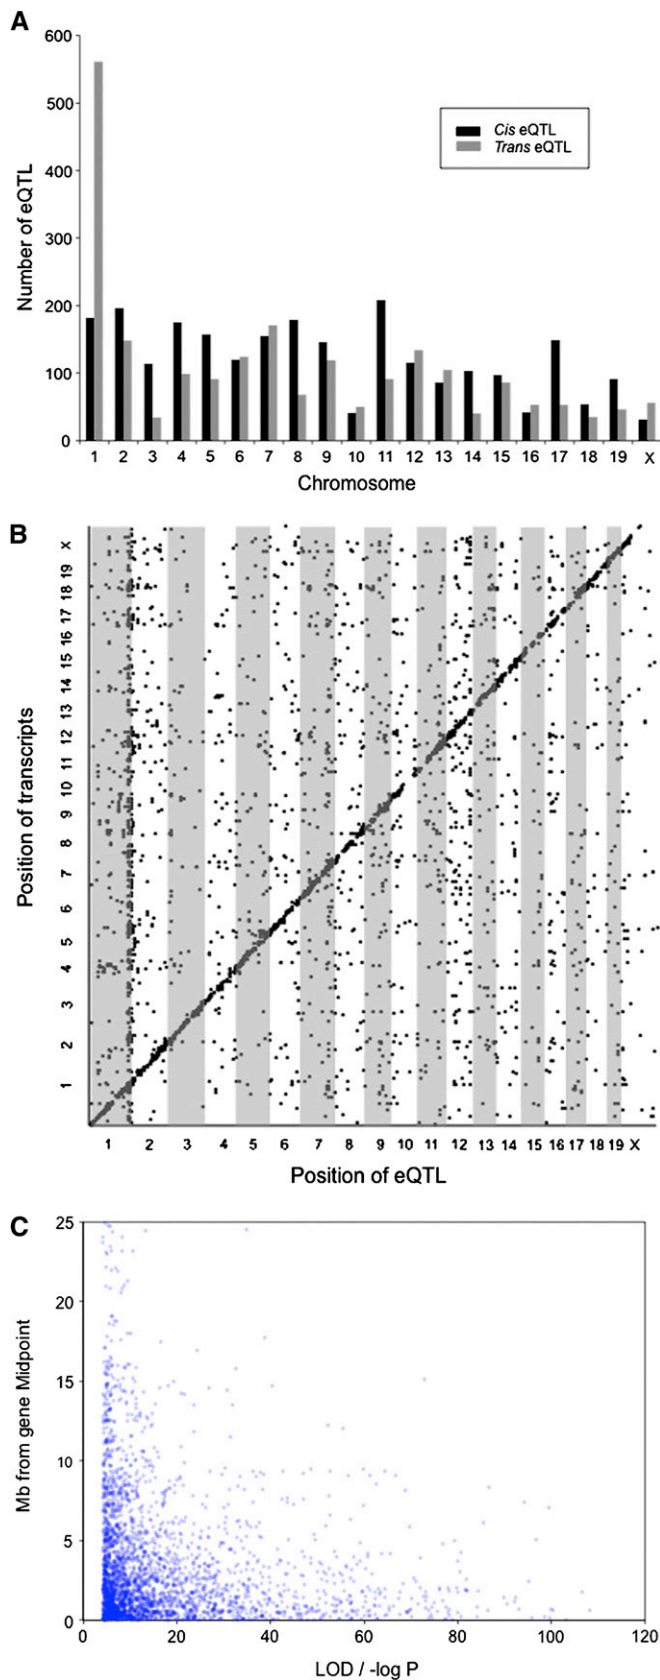 A
600
500
400
300
200
100
0
Number of eQTL
Cis eQTL
Trans eQTL
1 2 3 4 5 6 7 8 9 10 11 12 13 14 15 16 17 18 19 X
Chromosome
B
X
19
18
17
16
15
14
13
12
11
10
9
8
7
6
5
4
3
2
1
Position of transcripts
1 2 3 4 5 6 7 8 9 10 11 12 13 14 15 16 17 18 19 X
Position of eQTL
C
25
20
15
10
5
0
Mb from gene Midpoint
0 20 40 60 80 100 120
LOD / -log P